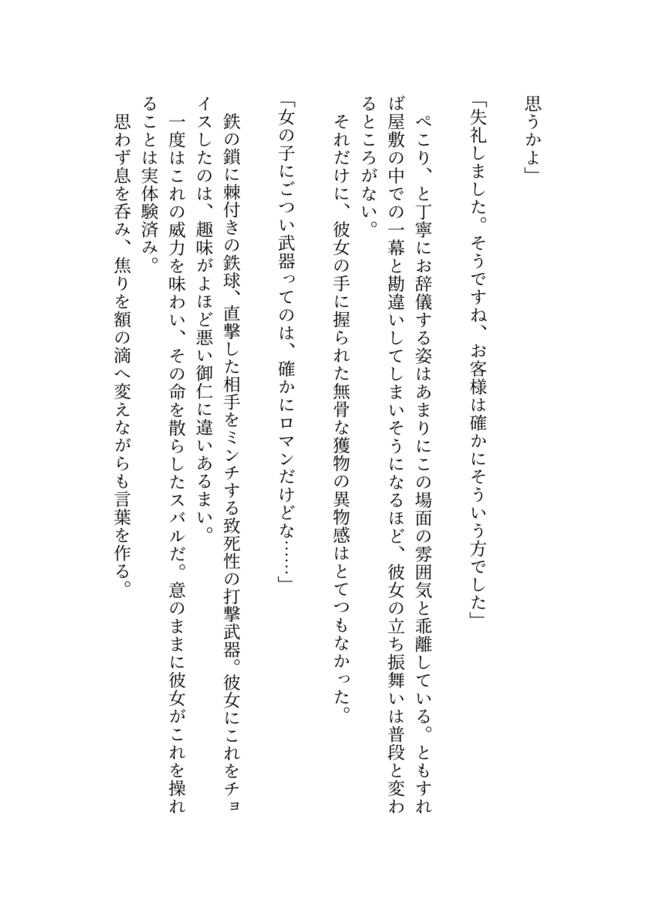 思うかよ」
「失礼しました。そうですね、お客様は確かにそういう方でした」
ぺこり、と丁寧にお辞儀する姿はあまりにこの場面の雰囲気と乖離している。ともすれ
ば屋敷の中での一幕と勘違いしてしまいそうになるほど、彼女の立ち振舞いは普段と変わ
るところがない。
それだけに、彼女の手に握られた無骨な獲物の異物感はとてつもなかった。
「女の子にごつい武器ってのは、確かにロマンだけどな……」
鉄の鎖に棘付きの鉄球、直撃した相手をミンチする致死性の打撃武器。彼女にこれをチョ
イスしたのは、趣味がよほど悪い御仁に違いあるまい。
一度はこれの威力を味わい、その命を散らしたスバルだ。意のままに彼女がこれを操れ
ることは実体験済み。
思わず息を呑み、焦りを額の滴へ変えながらも言葉を作る。